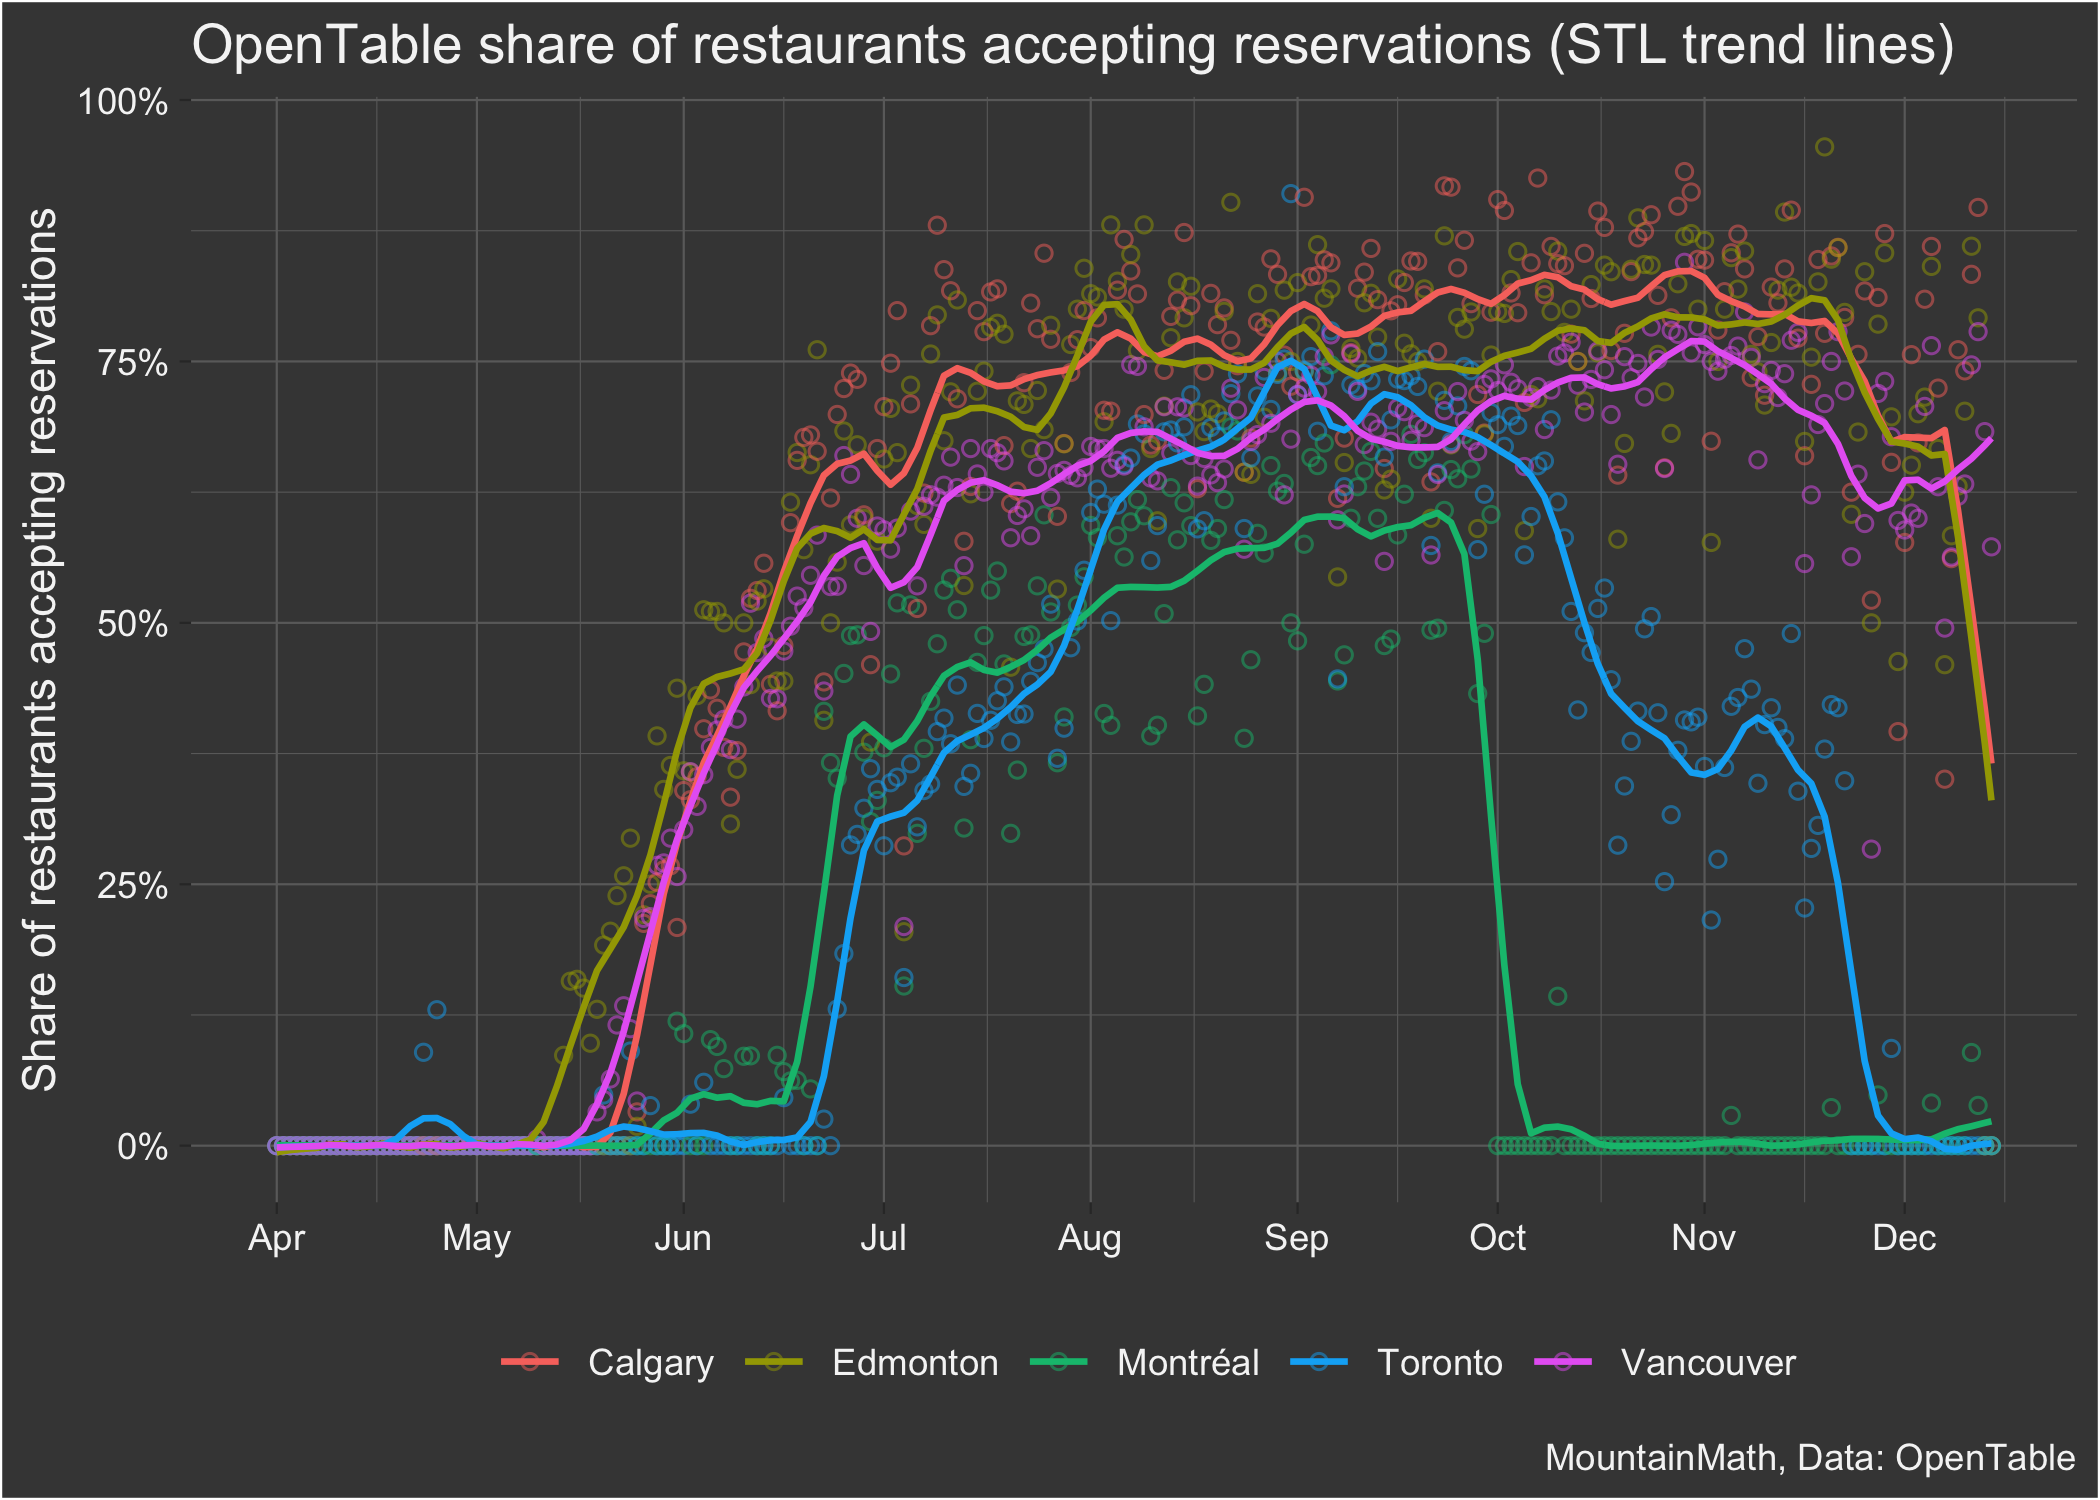 OpenTable share of restaurants accepting reservations (STL trend lines)
Share of restaurants accepting reservations
100%
75%
50%
25%
0%
Apr May Jun Jul Aug Sep Oct Nov Dec
Calgary Edmonton Montréal Toronto Vancouver
MountainMath, Data: OpenTable